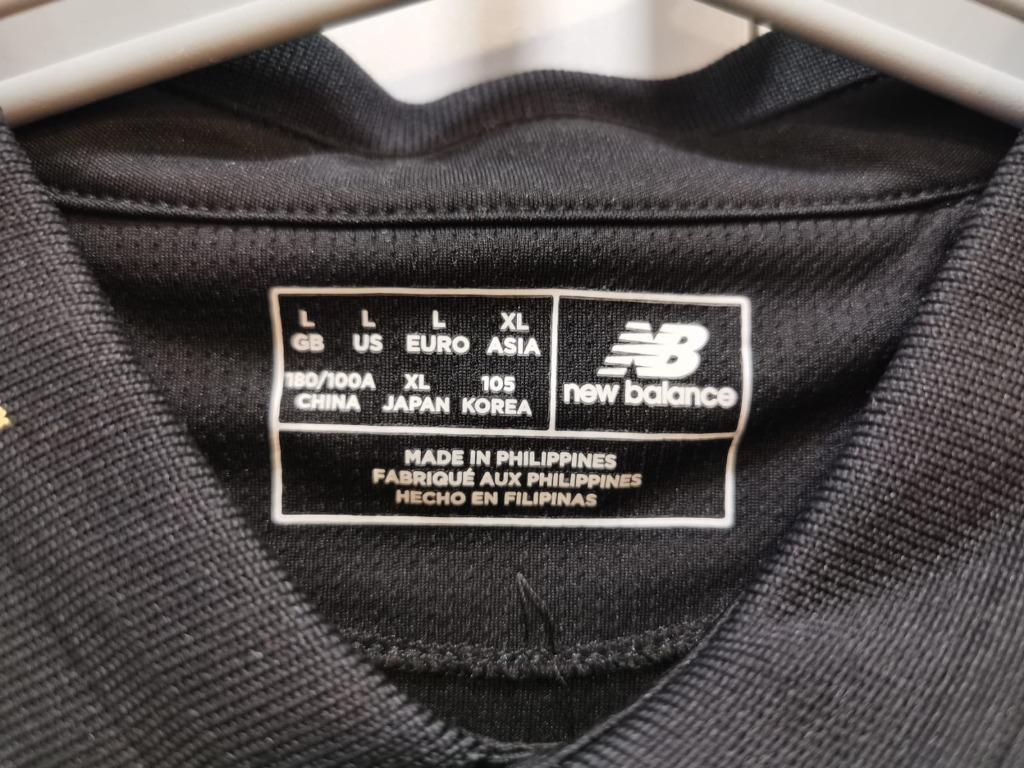 L L L XL
GB US EURO ASIA
180/100A XL 105
CHINA JAPAN KOREA
NB
new balance
MADE IN PHILIPPINES
FABRIQUÉ AUX PHILIPPINES
HECHO EN FILIPINAS